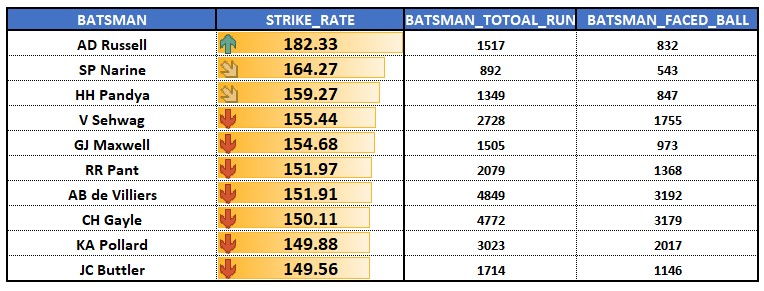 BATSMAN STRIKE_RATE BATSMAN_TOTOAL_RUN BATSMAN_FACED_BALL
AD Russell 182.33 1517 832
SP Narine 164.27 892 543
HH Pandya 159.27 1349 847
V Sehwag 155.44 2728 1755
GJ Maxwell 154.68 1505 973
RR Pant 151.97 2079 1368
AB de Villiers 151.91 4849 3192
CH Gayle 150.11 4772 3179
KA Pollard 149.88 3023 2017
JC Buttler 149.56 1714 1146